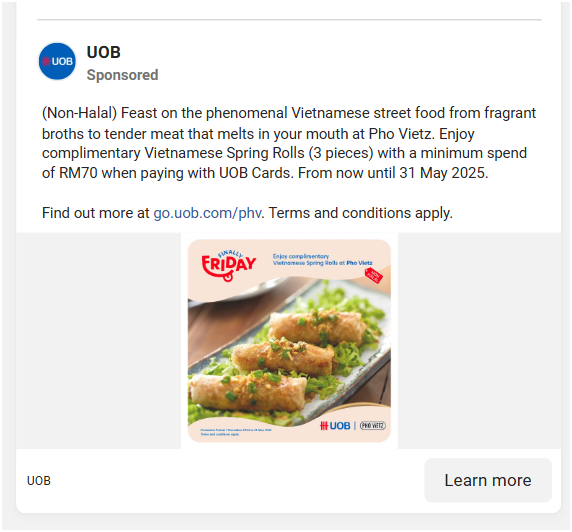 UOB
UOB
Sponsored
(Non-Halal) Feast on the phenomenal Vietnamese street food from fragrant
broths to tender meat that melts in your mouth at Pho Vietz. Enjoy
complimentary Vietnamese Spring Rolls (3 pieces) with a minimum spend
of RM70 when paying with UOB Cards. From now until 31 May 2025.
Find out more at go.uob.com/phv. Terms and conditions apply.
FINALLY
FRIDAY
Enjoy complimentary
Vietnamese Spring Rolls at Pho Vietz
UOB | PHO VIETZ
Terms and conditions apply.
UOB
Learn more